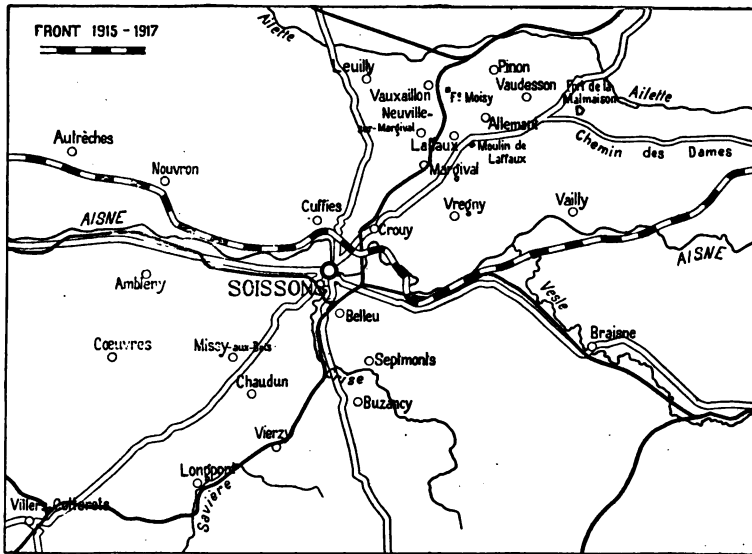 FRONT 1915-1917
Ailette
Leuilly
Pinon
Vauxaillon
Ft Moisy
Vaudesson
Fort de la
Malmaison
Ailette
Neuville-
sur-Margival
Allemant
Autrèches
Laffaux
Moulin de
Laffaux
Chemin des Dames
Margival
Nouvron
Cuffies
Vregny
Vailly
AISNE
Crouy
AISNE
Ambleny
SOISSONS
Belleu
Vesle
Braisne
Cœuvres
Missy-aux-Bois
Septmonts
Crise
Chaudun
Buzancy
Vierzy
Longpont
Savière
Villers-Cotterets